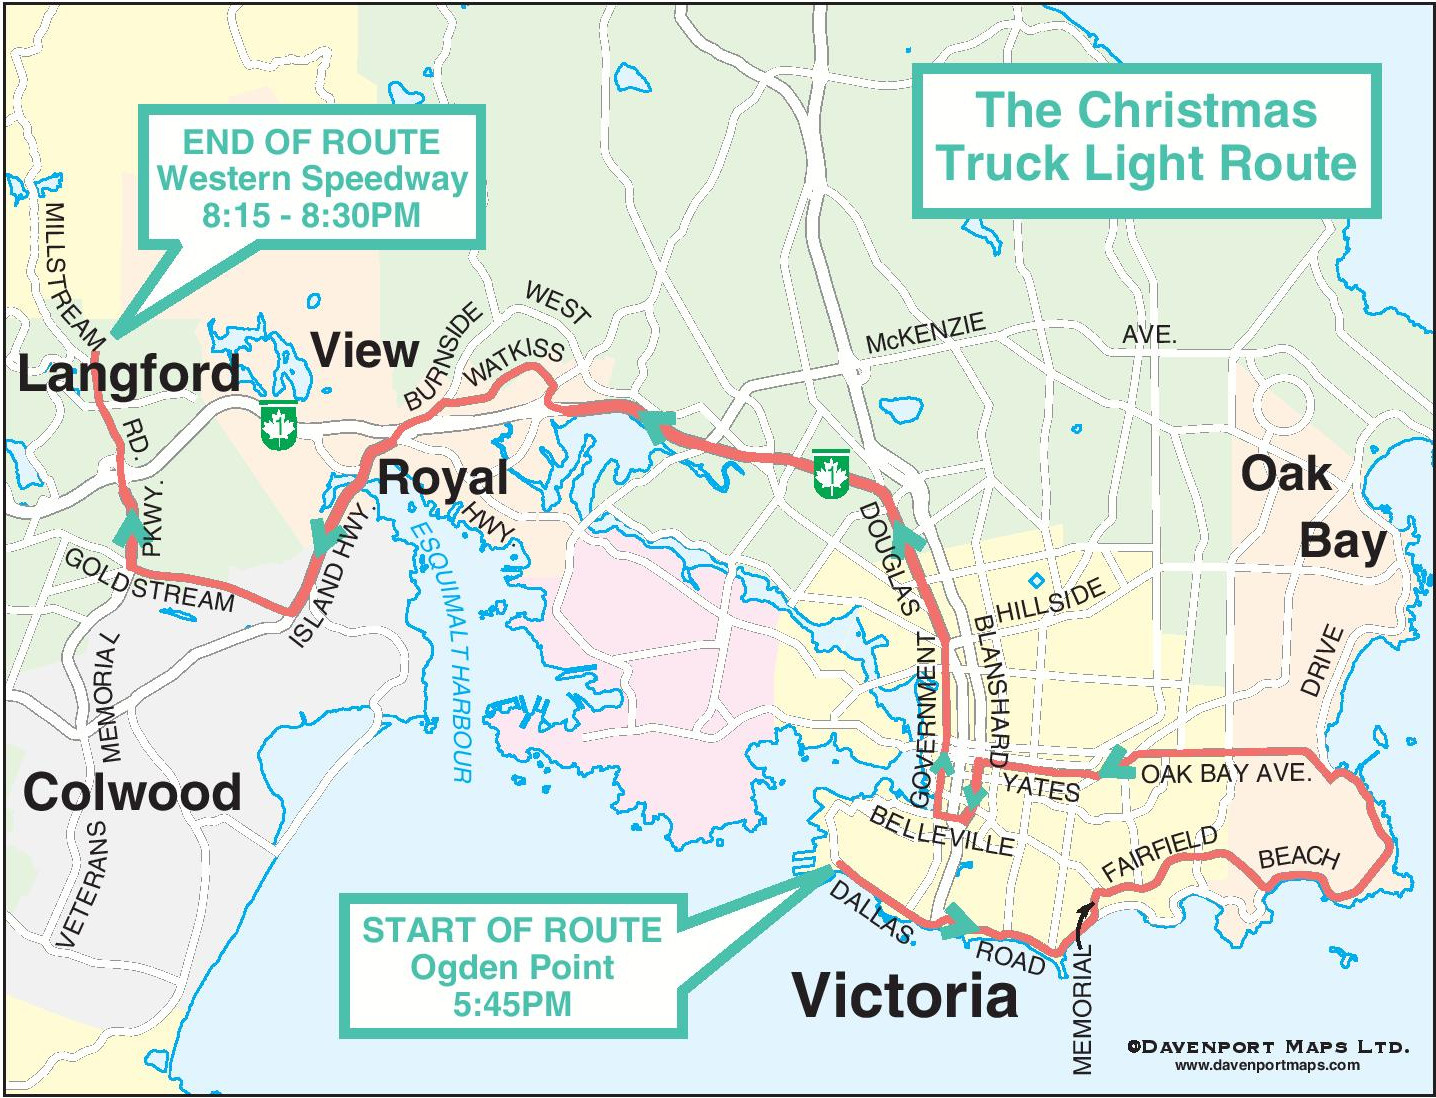 The Christmas
Truck Light Route
END OF ROUTE
Western Speedway
8:15 - 8:30PM
MILLSTREAM
WEST
BURNSIDE
McKENZIE
AVE.
View
WATKISS
Langford
1
RD.
Royal
1
Oak
PKWY.
HWY.
DOUGLAS
Bay
GOLDSTREAM
ISLAND HWY.
ESQUIMALT HARBOUR
HILLSIDE
MEMORIAL
GOVERNMENT
BLANSHARD
DRIVE
Colwood
YATES
OAK BAY AVE.
BELLEVILLE
FAIRFIELD
BEACH
VETERANS
START OF ROUTE
Ogden Point
5:45PM
DALLAS
ROAD
Victoria
MEMORIAL
©DAVENPORT MAPS LTD.
www.davenportmaps.com